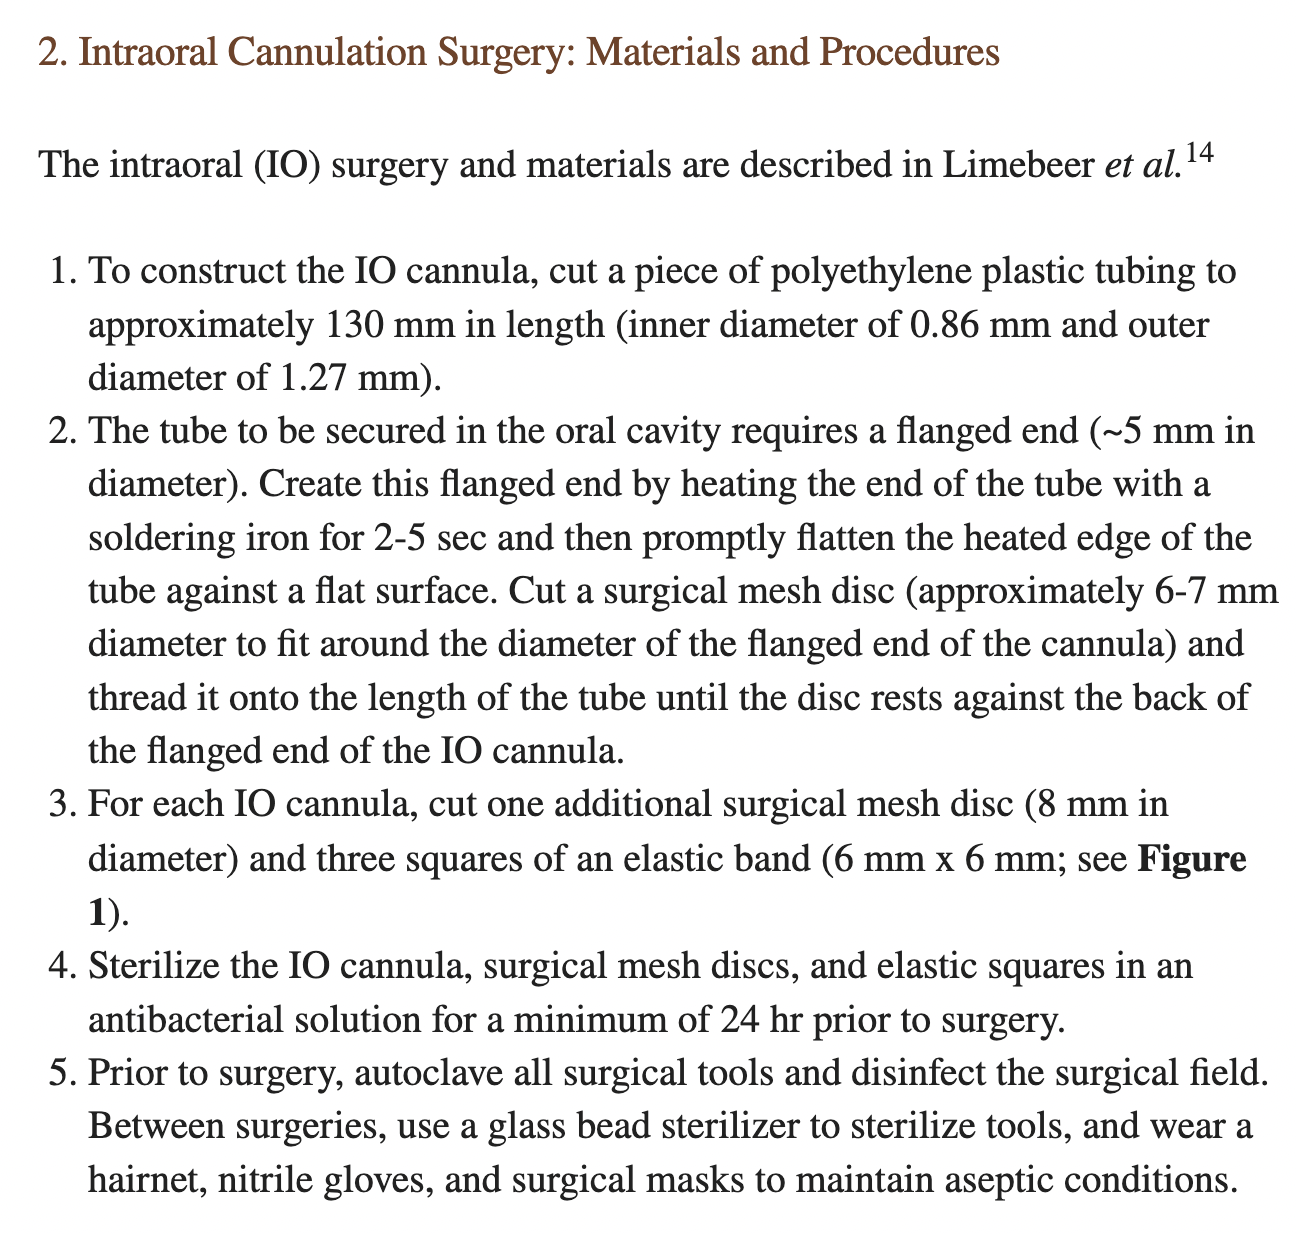 2. Intraoral Cannulation Surgery: Materials and Procedures
The intraoral (IO) surgery and materials are described in Limebeer et al.14
1. To construct the IO cannula, cut a piece of polyethylene plastic tubing to
approximately 130 mm in length (inner diameter of 0.86 mm and outer
diameter of 1.27 mm).
2. The tube to be secured in the oral cavity requires a flanged end (~5 mm in
diameter). Create this flanged end by heating the end of the tube with a
soldering iron for 2-5 sec and then promptly flatten the heated edge of the
tube against a flat surface. Cut a surgical mesh disc (approximately 6-7 mm
diameter to fit around the diameter of the flanged end of the cannula) and
thread it onto the length of the tube until the disc rests against the back of
the flanged end of the IO cannula.
3. For each IO cannula, cut one additional surgical mesh disc (8 mm in
diameter) and three squares of an elastic band (6 mm x 6 mm; see Figure
1).
4. Sterilize the IO cannula, surgical mesh discs, and elastic squares in an
antibacterial solution for a minimum of 24 hr prior to surgery.
5. Prior to surgery, autoclave all surgical tools and disinfect the surgical field.
Between surgeries, use a glass bead sterilizer to sterilize tools, and wear a
hairnet, nitrile gloves, and surgical masks to maintain aseptic conditions.